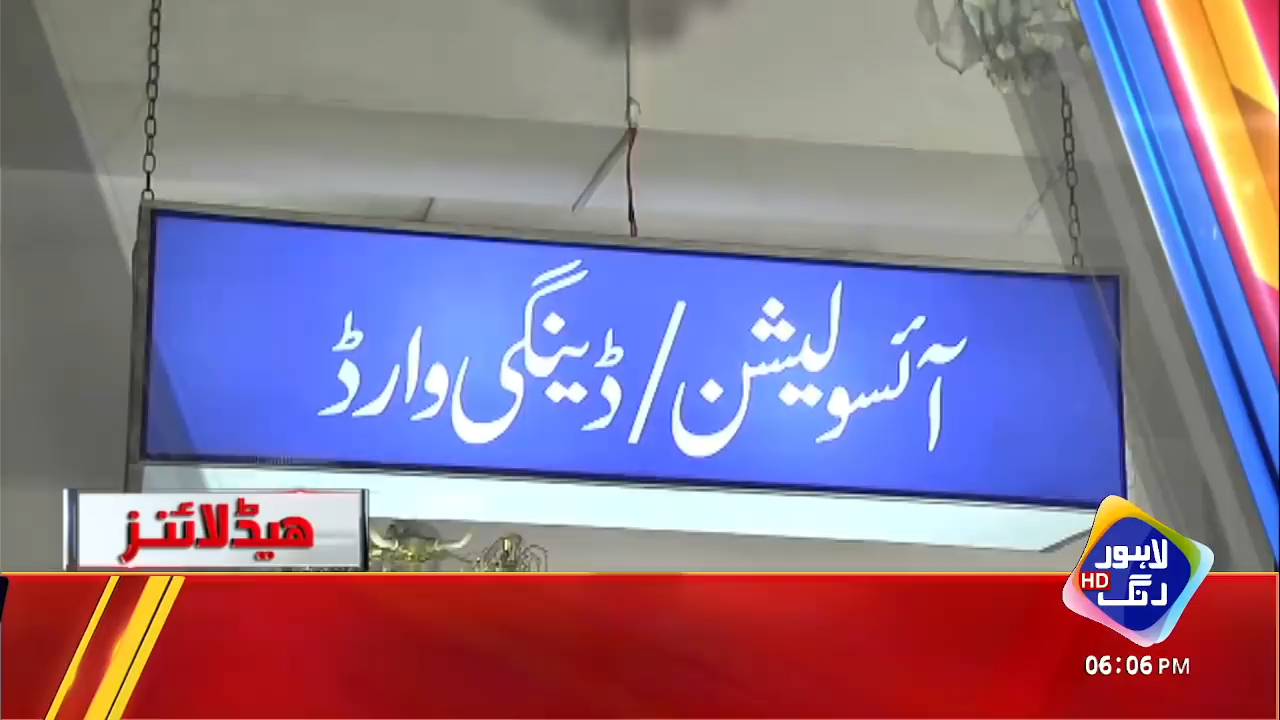 آئسولیشن/ڈینگی وارڈ
ہیڈلائنز
لاہور
HD
رنگ
06:06 PM